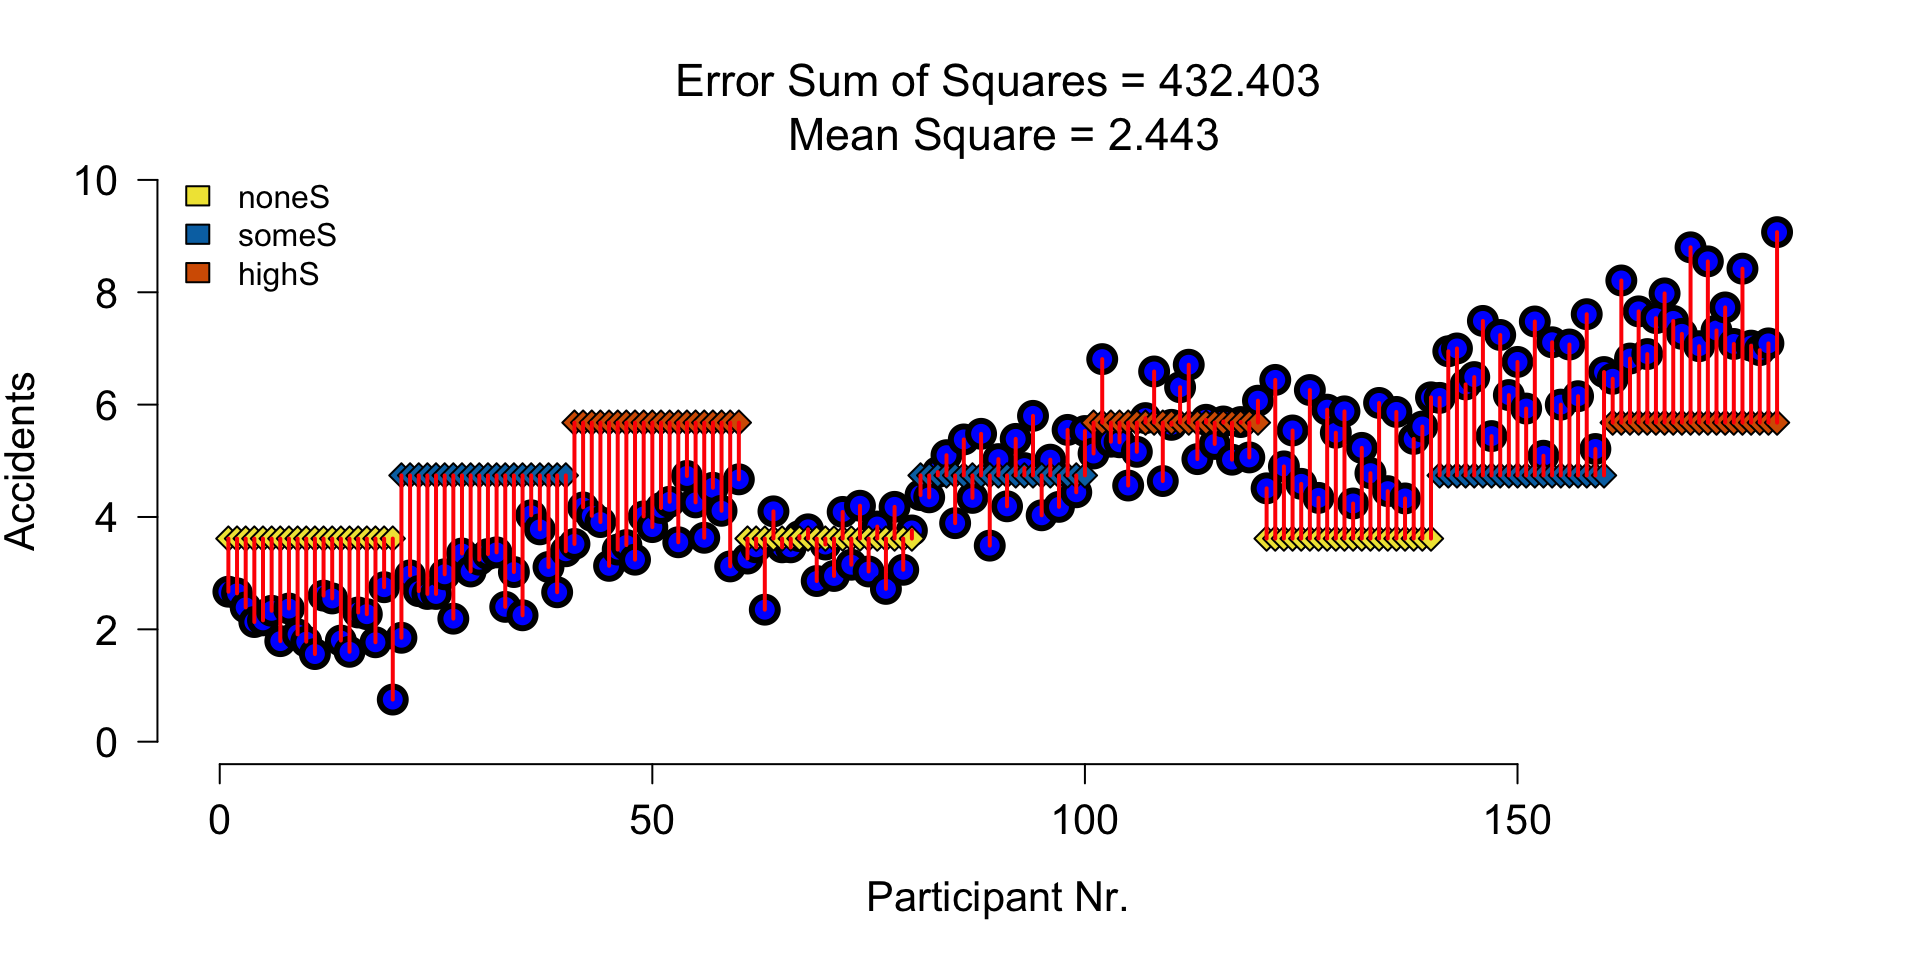 Error Sum of Squares = 432.403
Mean Square = 2.443
10
8
6
4
2
0
noneS
someS
highS
Accidents
0 50 100 150
Participant Nr.